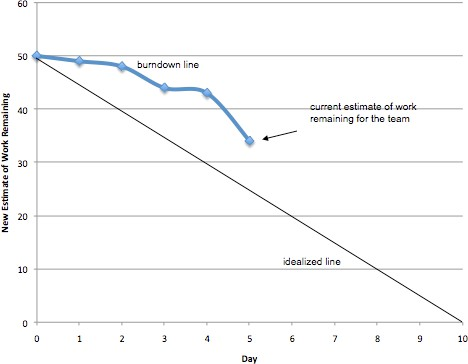 60
50
40
30
20
10
0
burndown line
current estimate of work
remaining for the team
idealized line
0 1 2 3 4 5 6 7 8 9 10
Day
New Estimate of Work Remaining